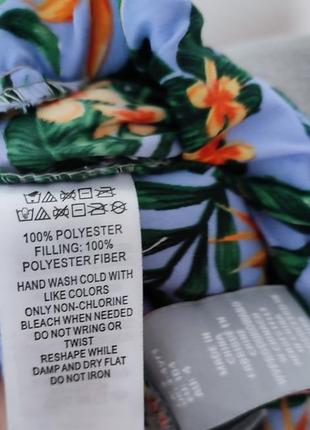 100% POLYESTER
FILLING: 100%
POLYESTER FIBER
HAND WASH COLD WITH
LIKE COLORS
ONLY NON-CHLORINE
BLEACH WHEN NEEDED
DO NOT WRING OR
TWIST
RESHAPE WHILE
DAMP AND DRY FLAT
DO NOT IRON